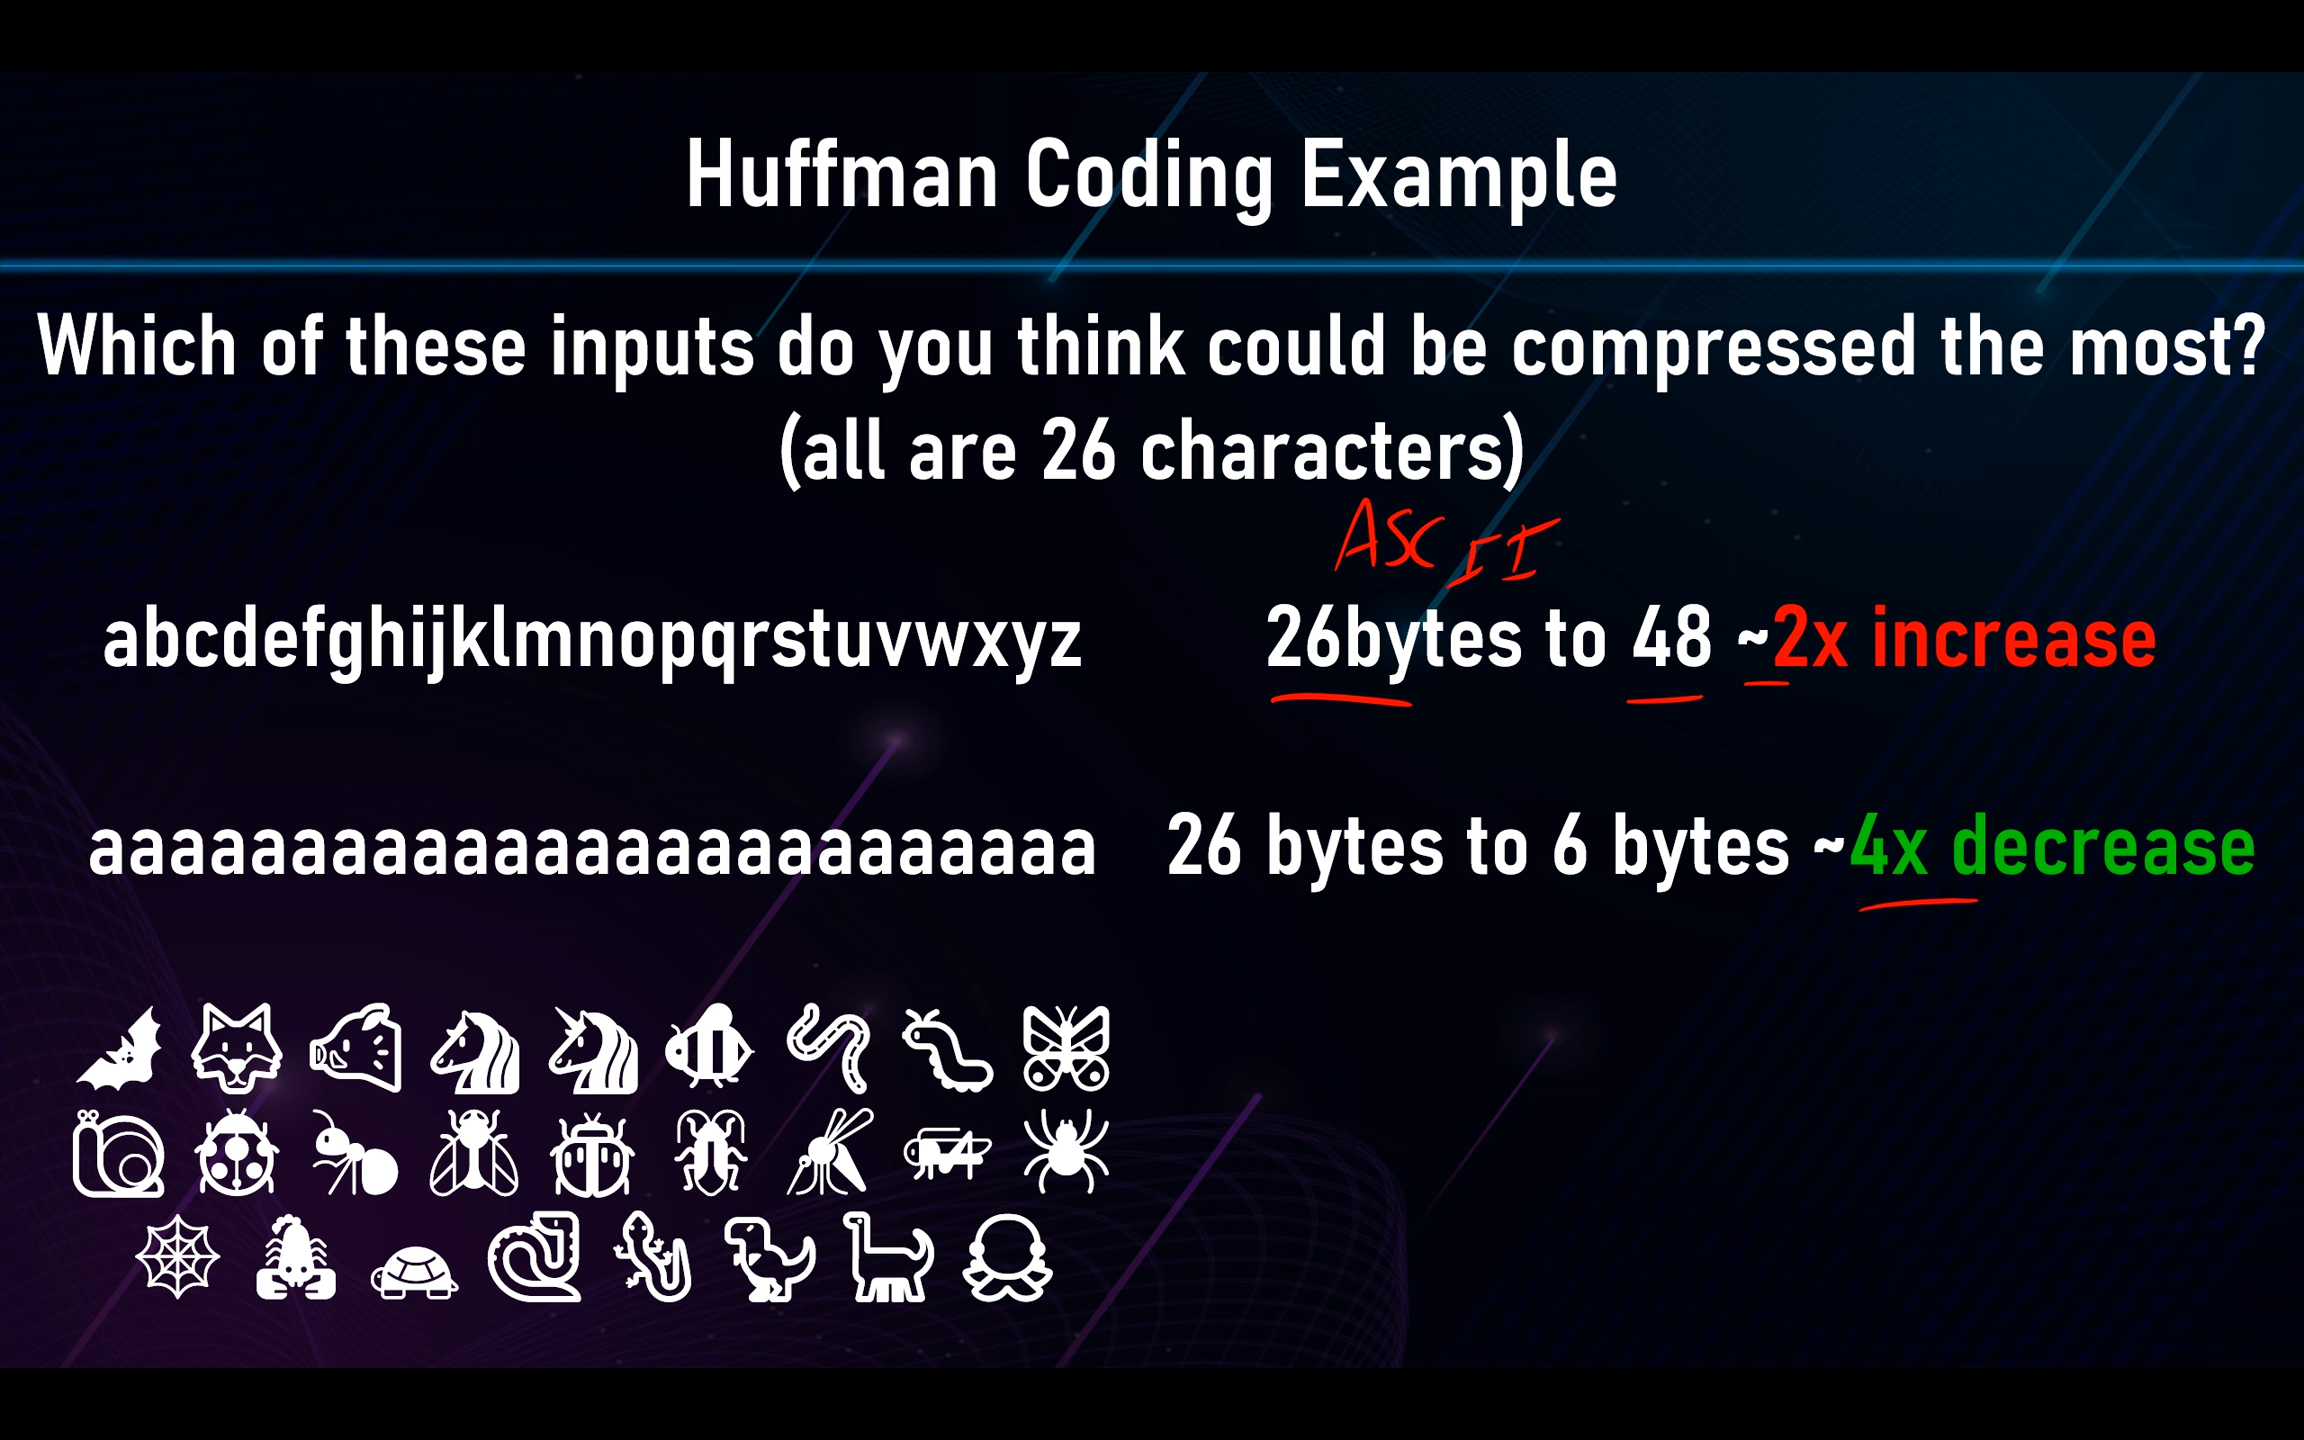 Huffman Coding Example
Which of these inputs do you think could be compressed the most?
(all are 26 characters)
ASCII
abcdefghijklmnopqrstuvwxyz
26bytes to 48 ~2x increase
aaaaaaaaaaaaaaaaaaaaaaaaaa
26 bytes to 6 bytes ~4x decrease